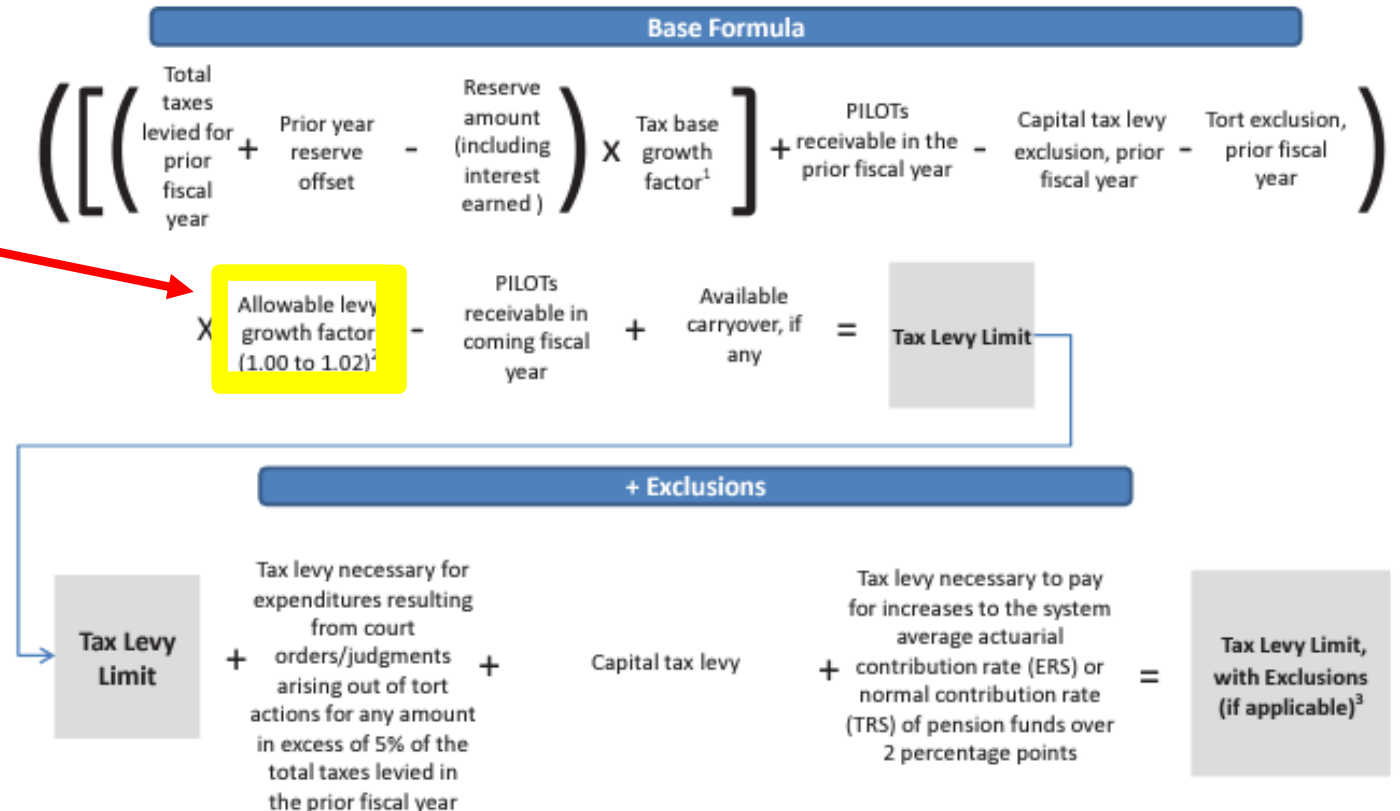 Base Formula
( [ ( Total taxes levied for prior fiscal year + Prior year reserve offset - Reserve amount (including interest earned ) ) X Tax base growth factor¹ ] + PILOTs receivable in the prior fiscal year - Capital tax levy exclusion, prior fiscal year - Tort exclusion, prior fiscal year )
X Allowable levy growth factor (1.00 to 1.02)² - PILOTs receivable in coming fiscal year + Available carryover, if any = Tax Levy Limit
+ Exclusions
Tax Levy Limit + Tax levy necessary for expenditures resulting from court orders/judgments arising out of tort actions for any amount in excess of 5% of the total taxes levied in the prior fiscal year + Capital tax levy + Tax levy necessary to pay for increases to the system average actuarial contribution rate (ERS) or normal contribution rate (TRS) of pension funds over 2 percentage points = Tax Levy Limit, with Exclusions (if applicable)³